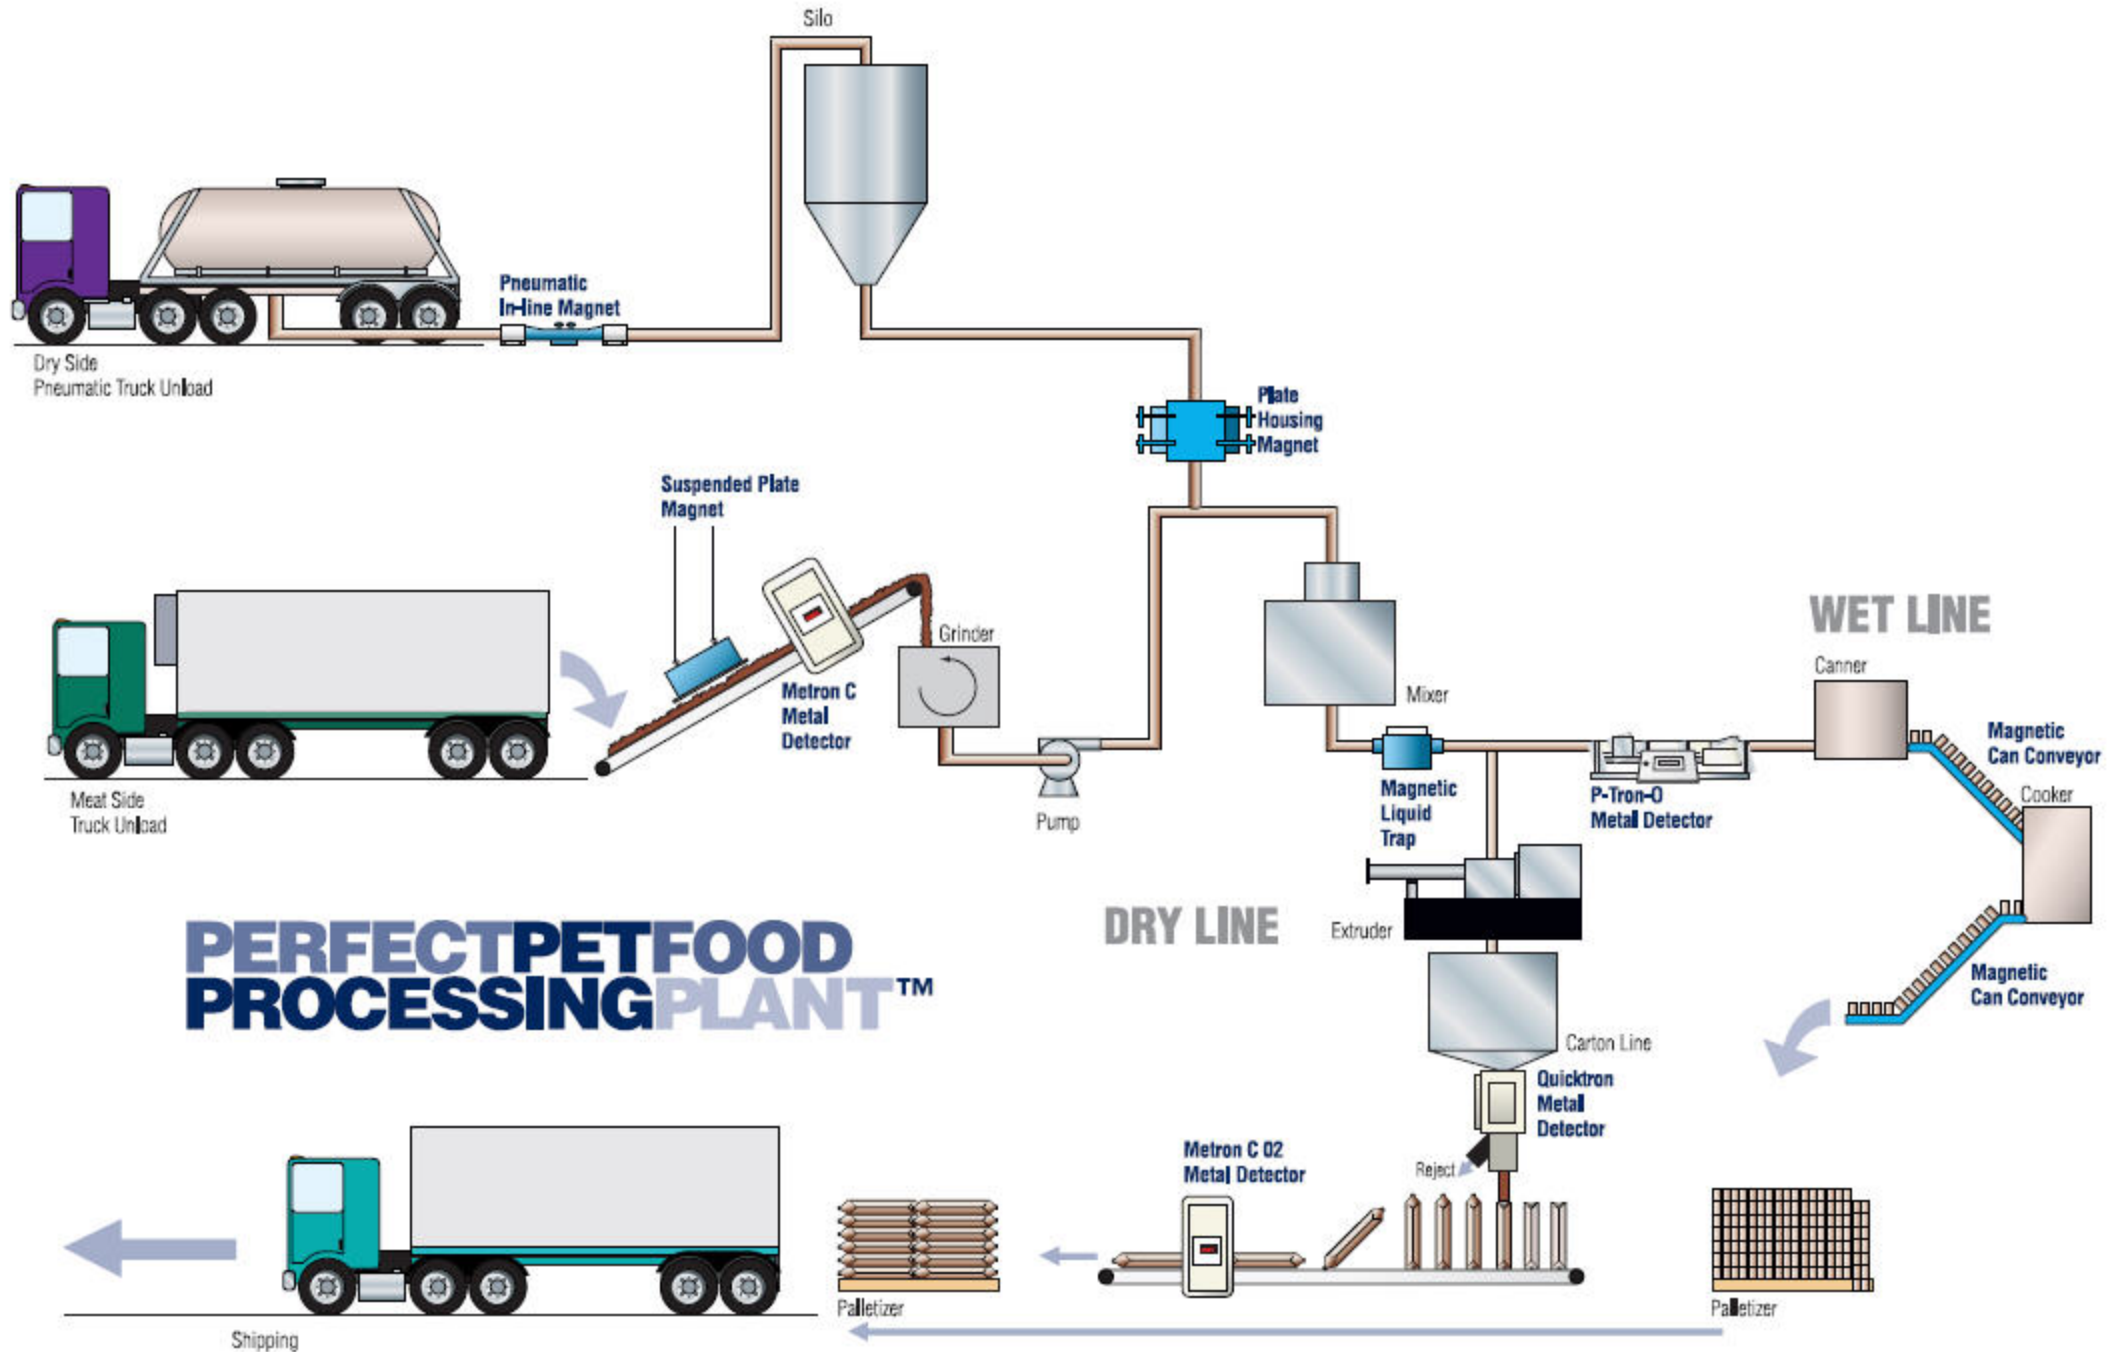 Silo
Pneumatic
In-line Magnet
Dry Side
Pneumatic Truck Unload
Plate
Housing
Magnet
Suspended Plate
Magnet
Metron C
Metal
Detector
Grinder
Pump
Meat Side
Truck Unload
Mixer
Magnetic
Liquid
Trap
WET LINE
Canner
P-Tron-O
Metal Detector
Magnetic
Can Conveyor
Cooker
Magnetic
Can Conveyor
DRY LINE
Extruder
Carton Line
Quicktron
Metal
Detector
Reject
Metron C 02
Metal Detector
PERFECTPETFOOD
PROCESSINGPLANT™
Palletizer
Palletizer
Shipping